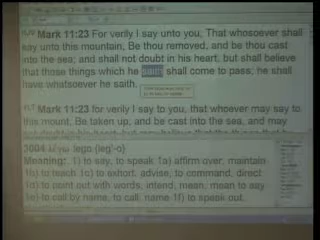 Mark 11:23 For verily I say unto you, That whosoever shall
say unto this mountain, Be thou removed, and be thou cast
into the sea; and shall not doubt in his heart, but shall believe
that those things which he saith shall come to pass; he shall
have whatsoever he saith.
Mark 11:23 for verily I say to you, that whoever may say to
this mount, Be taken up, and be cast into the sea, and may
3004 lego (leg'-o)
Meaning: 1) to say, to speak 1a) affirm over, maintain
1b) to teach 1c) to exhort, advise, to command, direct
1d) to point out with words, intend, mean, mean to say
1e) to call by name, to call, name 1f) to speak out,